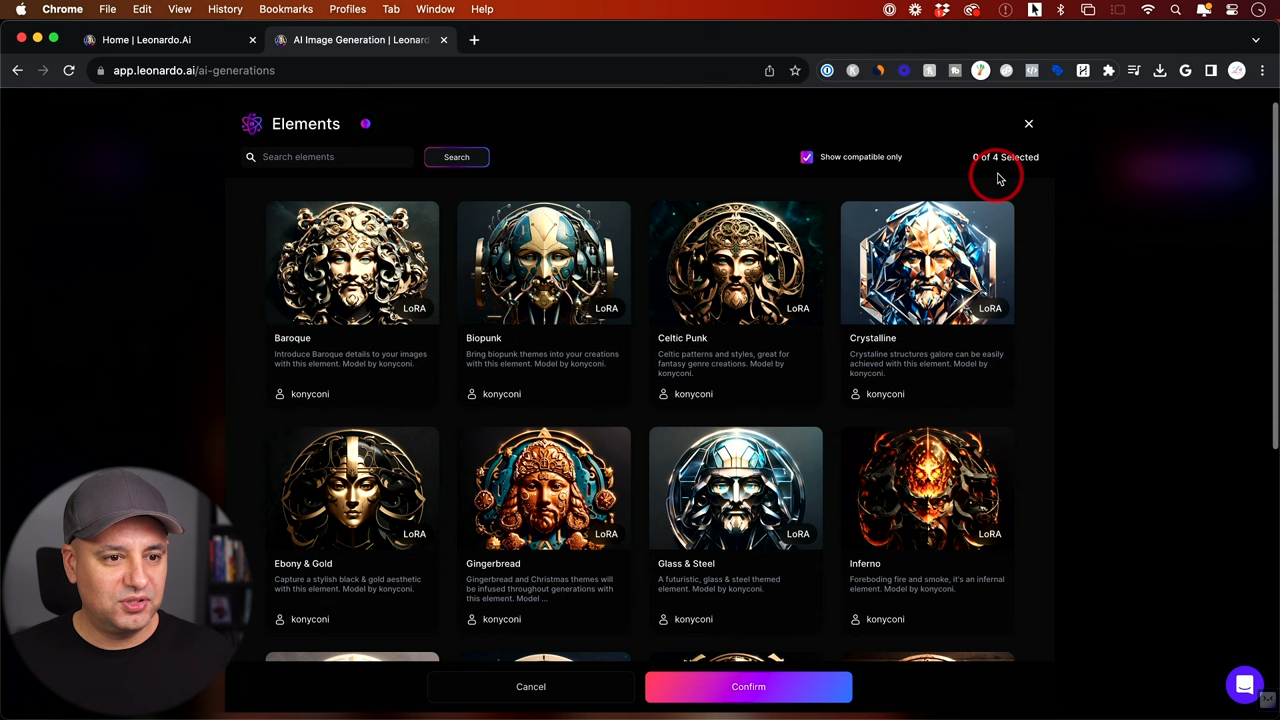 Chrome File Edit View History Bookmarks Profiles Tab Window Help
Home | Leonardo.Ai
AI Image Generation | Leonard
app.leonardo.ai/ai-generations
Elements
Search elements
Search
Show compatible only
0 of 4 Selected
LoRA
LoRA
LoRA
LoRA
Baroque
Introduce Baroque details to your images
with this element. Model by konyconi.
konyconi
Biopunk
Bring biopunk themes into your creations
with this element. Model by konyconi.
konyconi
Celtic Punk
Celtic patterns and styles, great for
fantasy genre creations. Model by
konyconi.
konyconi
Crystalline
Crystaline structures galore can be easily
achieved with this element. Model by
konyconi.
konyconi
LoRA
LoRA
LoRA
LoRA
Ebony & Gold
Capture a stylish black & gold aesthetic
with this element. Model by konyconi.
konyconi
Gingerbread
Gingerbread and Christmas themes will
be infused throughout generations with
this element. Model ...
konyconi
Glass & Steel
A futuristic, glass & steel themed
element. Model by konyconi.
konyconi
Inferno
Foreboding fire and smoke, it's an infernal
element. Model by konyconi.
konyconi
Cancel
Confirm